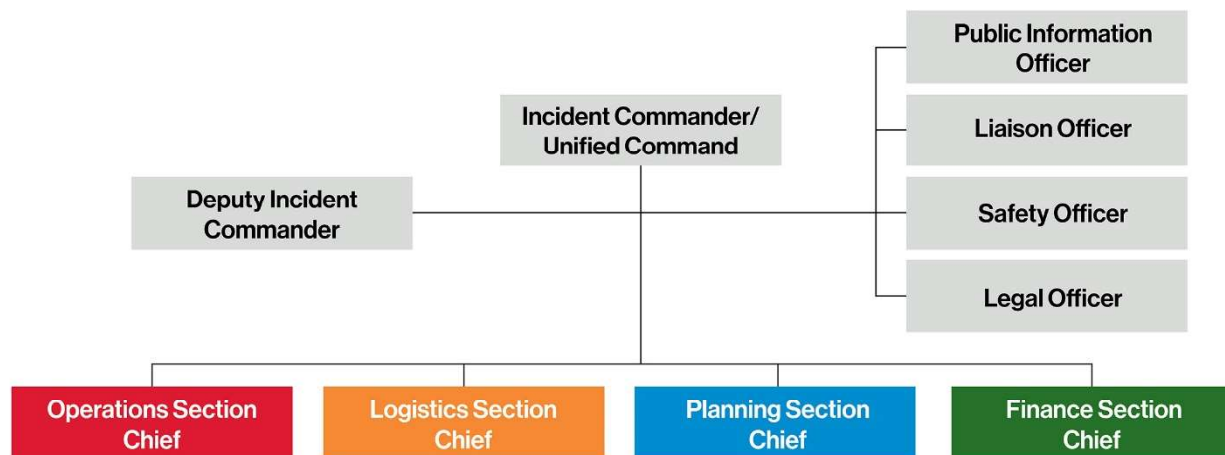 Public Information
Officer
Incident Commander/
Unified Command
Liaison Officer
Deputy Incident
Commander
Safety Officer
Legal Officer
Operations Section
Chief
Logistics Section
Chief
Planning Section
Chief
Finance Section
Chief